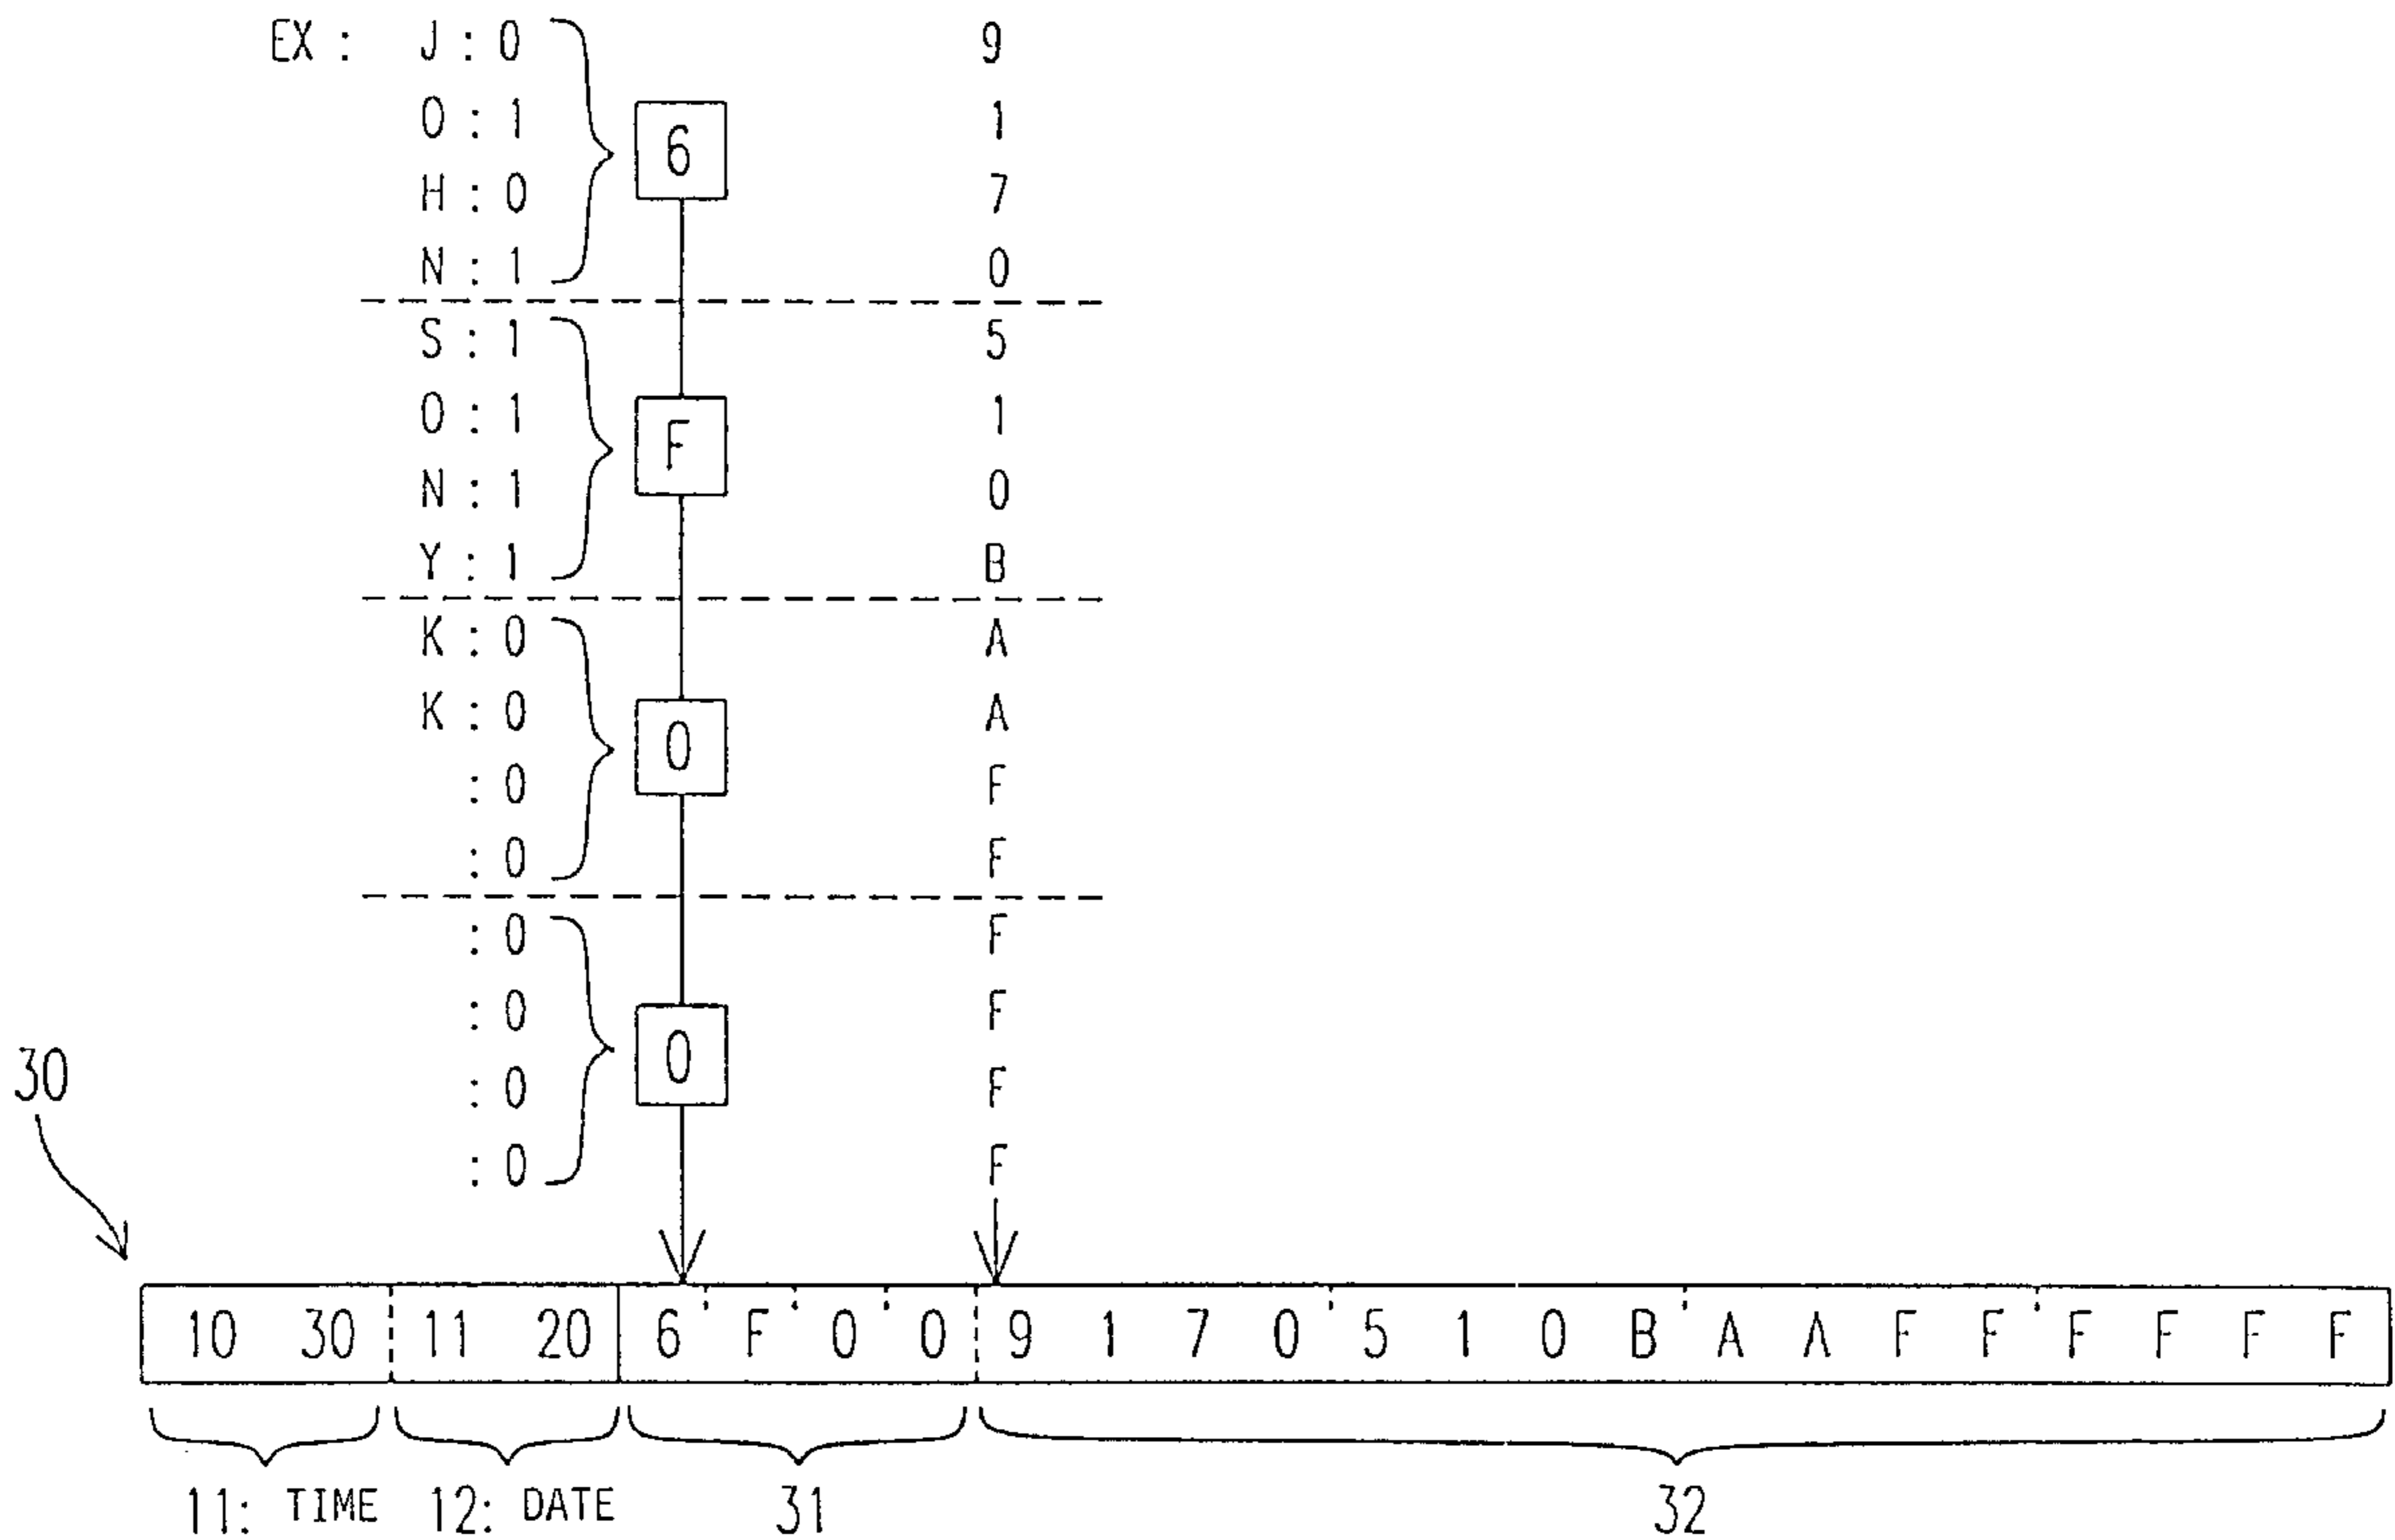 EX : J : 0 9
O : 1 1
6
H : 0 7
N : 1 0
S : 1 5
O : 1 1
F
N : 1 0
Y : 1 B
K : 0 A
K : 0 A
0
: 0 F
: 0 F
: 0 F
: 0 F
0
: 0 F
: 0 F
30
10 30 11 20 6 F 0 0 9 1 7 0 5 1 0 B A A F F F F F F
11: TIME 12: DATE 31 32